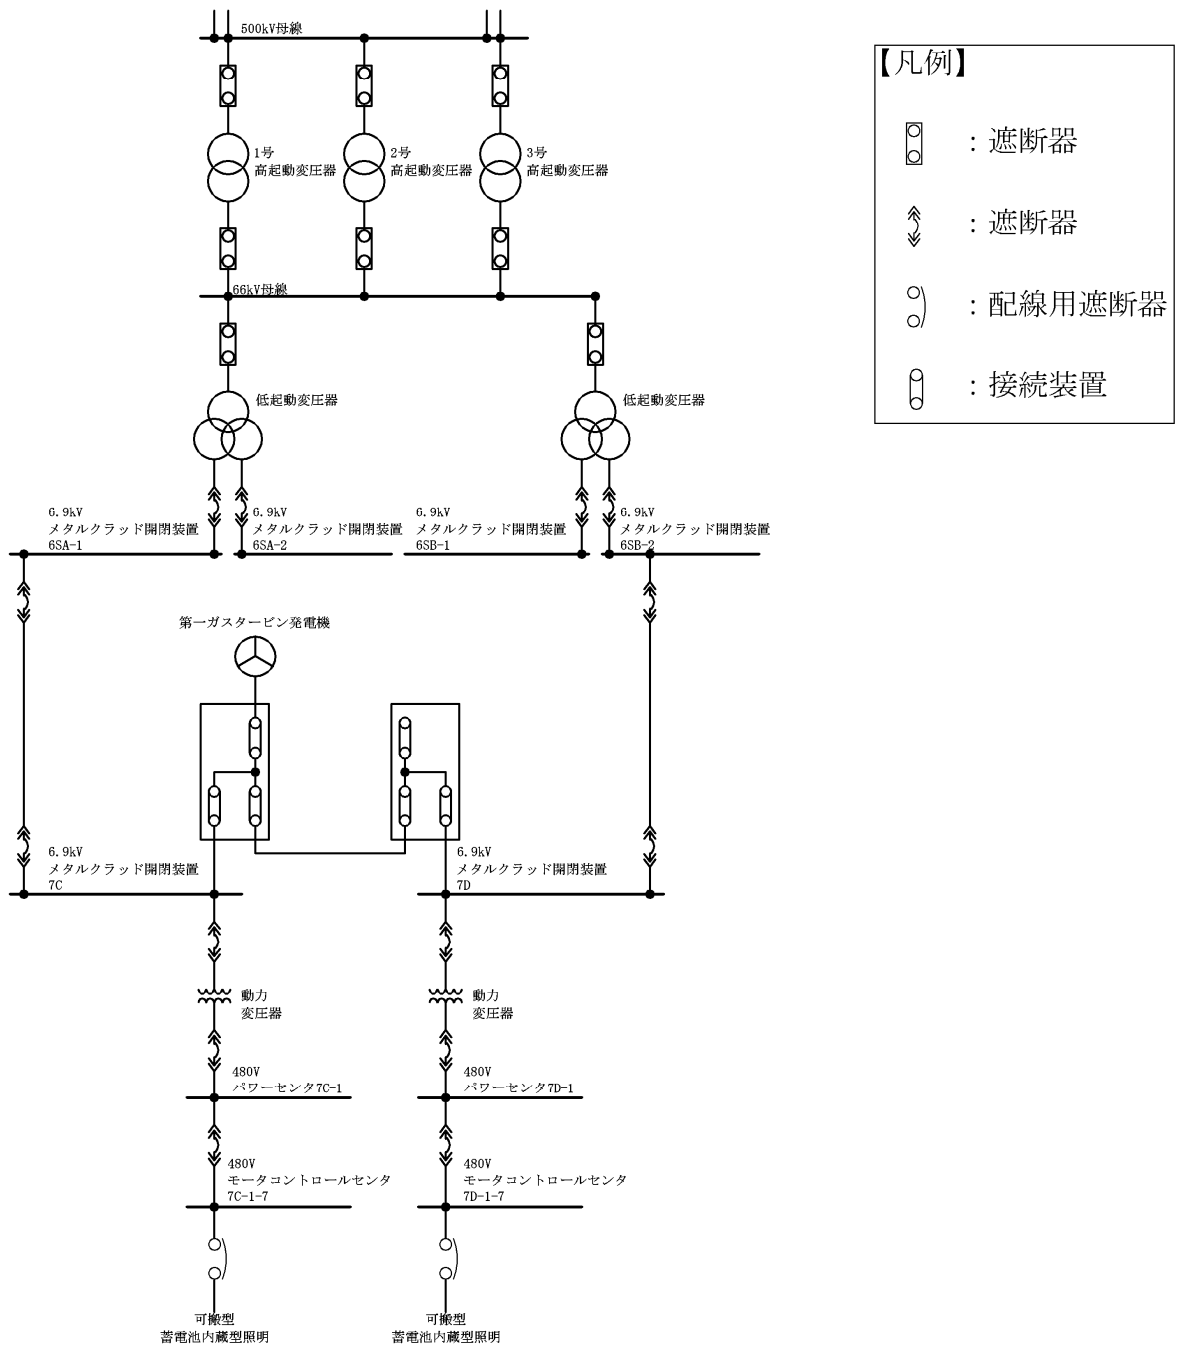 500kV母線
1号
高起動変圧器
2号
高起動変圧器
3号
高起動変圧器
66kV母線
低起動変圧器
低起動変圧器
6.9kV
メタルクラッド開閉装置
6SA-1
6.9kV
メタルクラッド開閉装置
6SA-2
6.9kV
メタルクラッド開閉装置
6SB-1
6.9kV
メタルクラッド開閉装置
6SB-2
第一ガスタービン発電機
6.9kV
メタルクラッド開閉装置
7C
6.9kV
メタルクラッド開閉装置
7D
動力
変圧器
動力
変圧器
480V
パワーセンタ7C-1
480V
パワーセンタ7D-1
480V
モータコントロールセンタ
7C-1-7
480V
モータコントロールセンタ
7D-1-7
可搬型
蓄電池内蔵型照明
可搬型
蓄電池内蔵型照明
【凡例】
：遮断器
：遮断器
：配線用遮断器
：接続装置